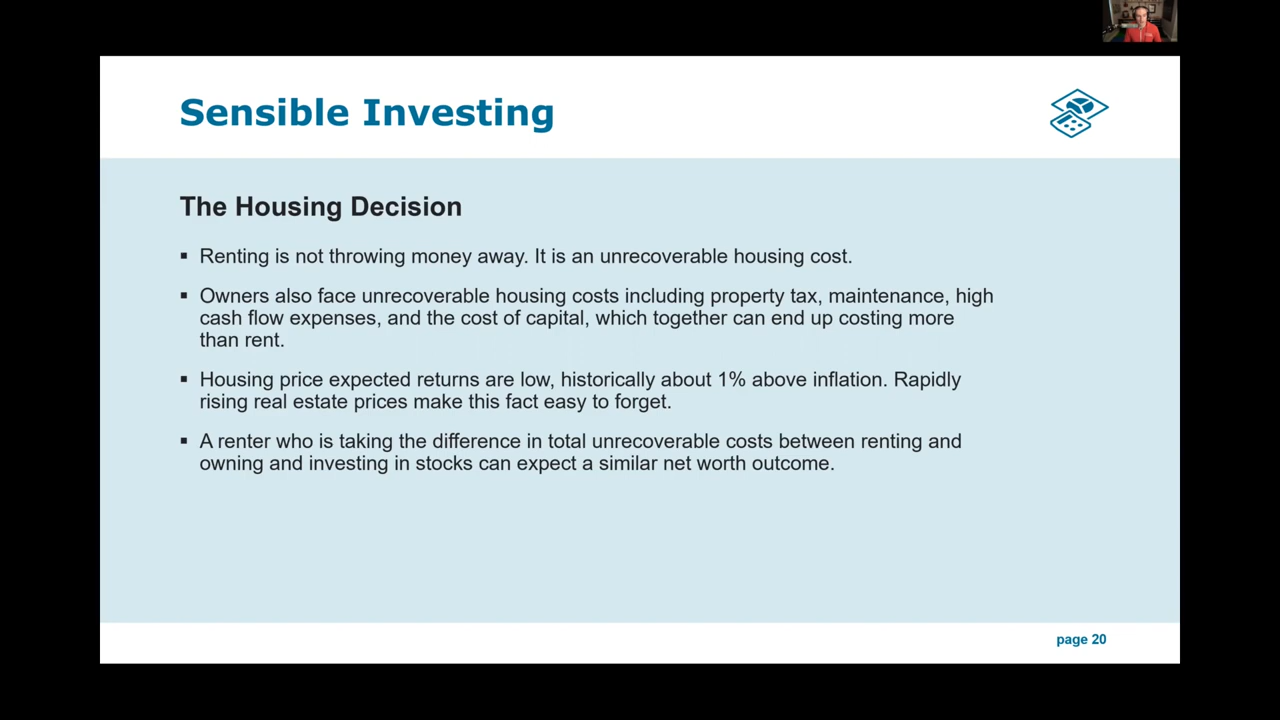 Sensible Investing
The Housing Decision
▪ Renting is not throwing money away. It is an unrecoverable housing cost.
▪ Owners also face unrecoverable housing costs including property tax, maintenance, high
cash flow expenses, and the cost of capital, which together can end up costing more
than rent.
▪ Housing price expected returns are low, historically about 1% above inflation. Rapidly
rising real estate prices make this fact easy to forget.
▪ A renter who is taking the difference in total unrecoverable costs between renting and
owning and investing in stocks can expect a similar net worth outcome.
page 20